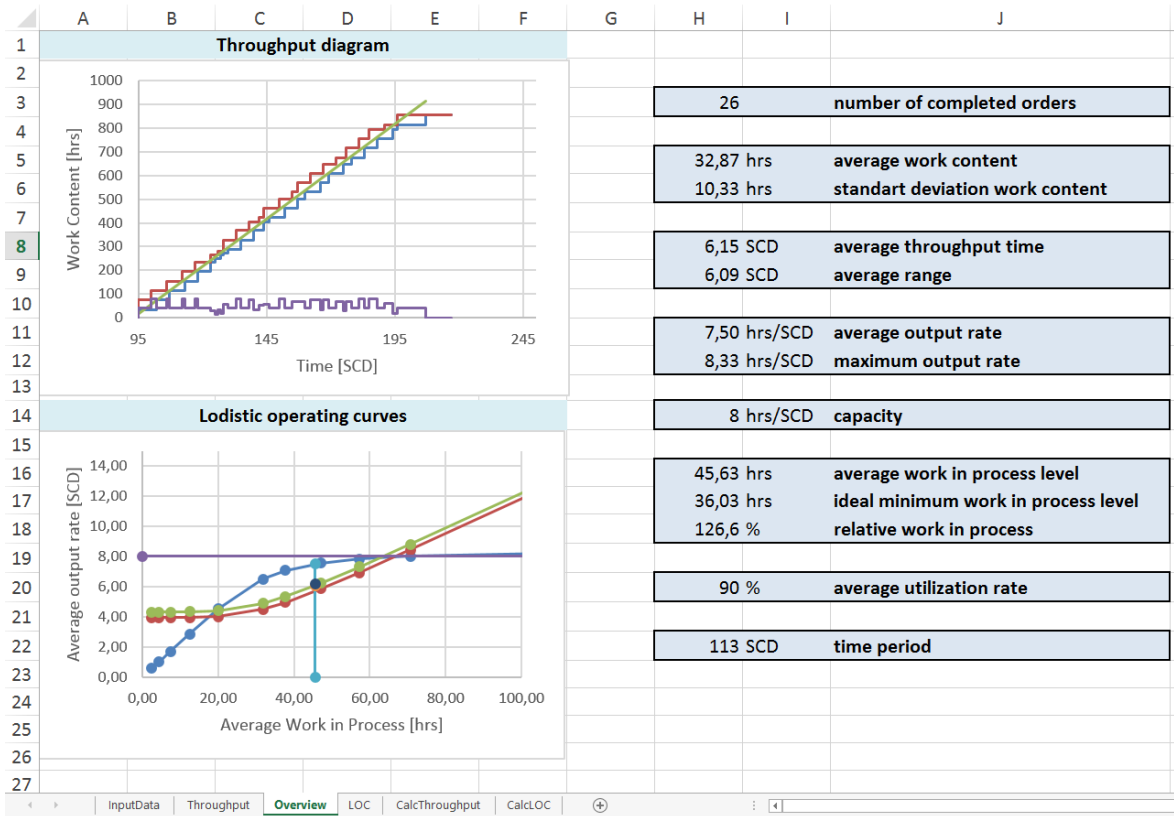 A B C D E F G H I J
1 Throughput diagram
2
3 26 number of completed orders
4
5 32,87 hrs average work content
6 10,33 hrs standart deviation work content
7
8 6,15 SCD average throughput time
9 6,09 SCD average range
10
11 7,50 hrs/SCD average output rate
12 8,33 hrs/SCD maximum output rate
13
14 Lodistic operating curves 8 hrs/SCD capacity
15
16 45,63 hrs average work in process level
17 36,03 hrs ideal minimum work in process level
18 126,6 % relative work in process
19
20 90 % average utilization rate
21
22 113 SCD time period
23
24
25
26
27
Work Content [hrs]
1000
900
800
700
600
500
400
300
200
100
0
95 145 195 245
Time [SCD]
Average output rate [SCD]
14,00
12,00
10,00
8,00
6,00
4,00
2,00
0,00
0,00 20,00 40,00 60,00 80,00 100,00
Average Work in Process [hrs]
InputData Throughput Overview LOC CalcThroughput CalcLOC